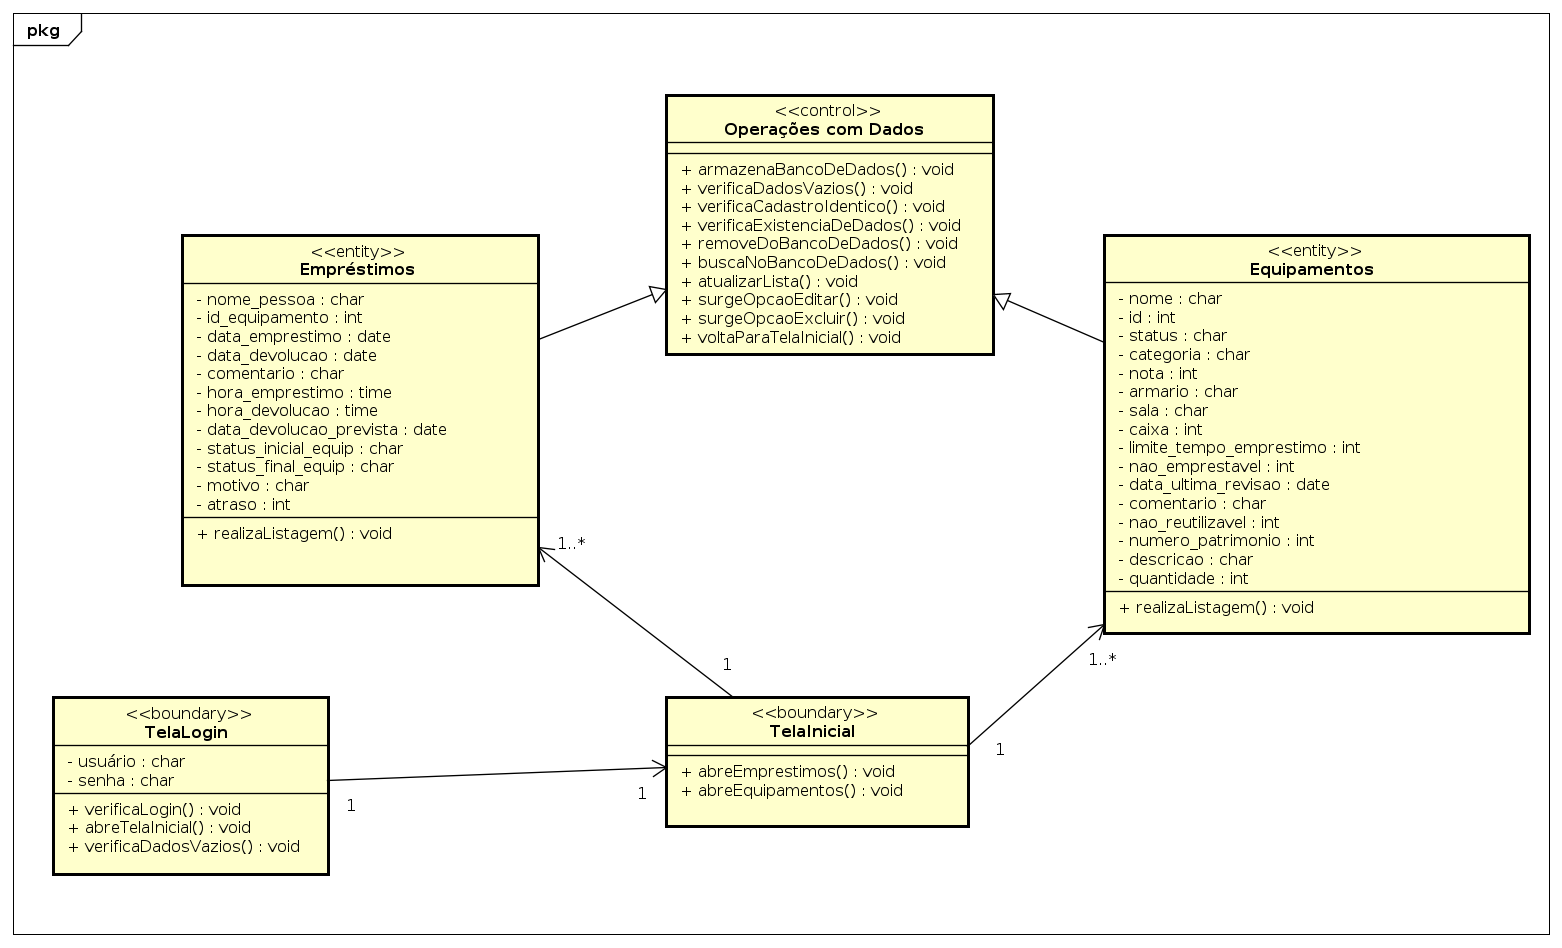 pkg
<<control>>
Operações com Dados
+ armazenaBancoDeDados() : void
+ verificaDadosVazios() : void
+ verificaCadastroIdentico() : void
+ verificaExistenciaDeDados() : void
+ removeDoBancoDeDados() : void
+ buscaNoBancoDeDados() : void
+ atualizarLista() : void
+ surgeOpcaoEditar() : void
+ surgeOpcaoExcluir() : void
+ voltaParaTelaInicial() : void
<<entity>>
Empréstimos
- nome_pessoa : char
- id_equipamento : int
- data_emprestimo : date
- data_devolucao : date
- comentario : char
- hora_emprestimo : time
- hora_devolucao : time
- data_devolucao_prevista : date
- status_inicial_equip : char
- status_final_equip : char
- motivo : char
- atraso : int
+ realizaListagem() : void
<<entity>>
Equipamentos
- nome : char
- id : int
- status : char
- categoria : char
- nota : int
- armario : char
- sala : char
- caixa : int
- limite_tempo_emprestimo : int
- nao_emprestavel : int
- data_ultima_revisao : date
- comentario : char
- nao_reutilizavel : int
- numero_patrimonio : int
- descricao : char
- quantidade : int
+ realizaListagem() : void
1..*
1
1..*
1
<<boundary>>
TelaLogin
- usuário : char
- senha : char
+ verificaLogin() : void
+ abreTelaInicial() : void
+ verificaDadosVazios() : void
1
1
<<boundary>>
TelaInicial
+ abreEmprestimos() : void
+ abreEquipamentos() : void